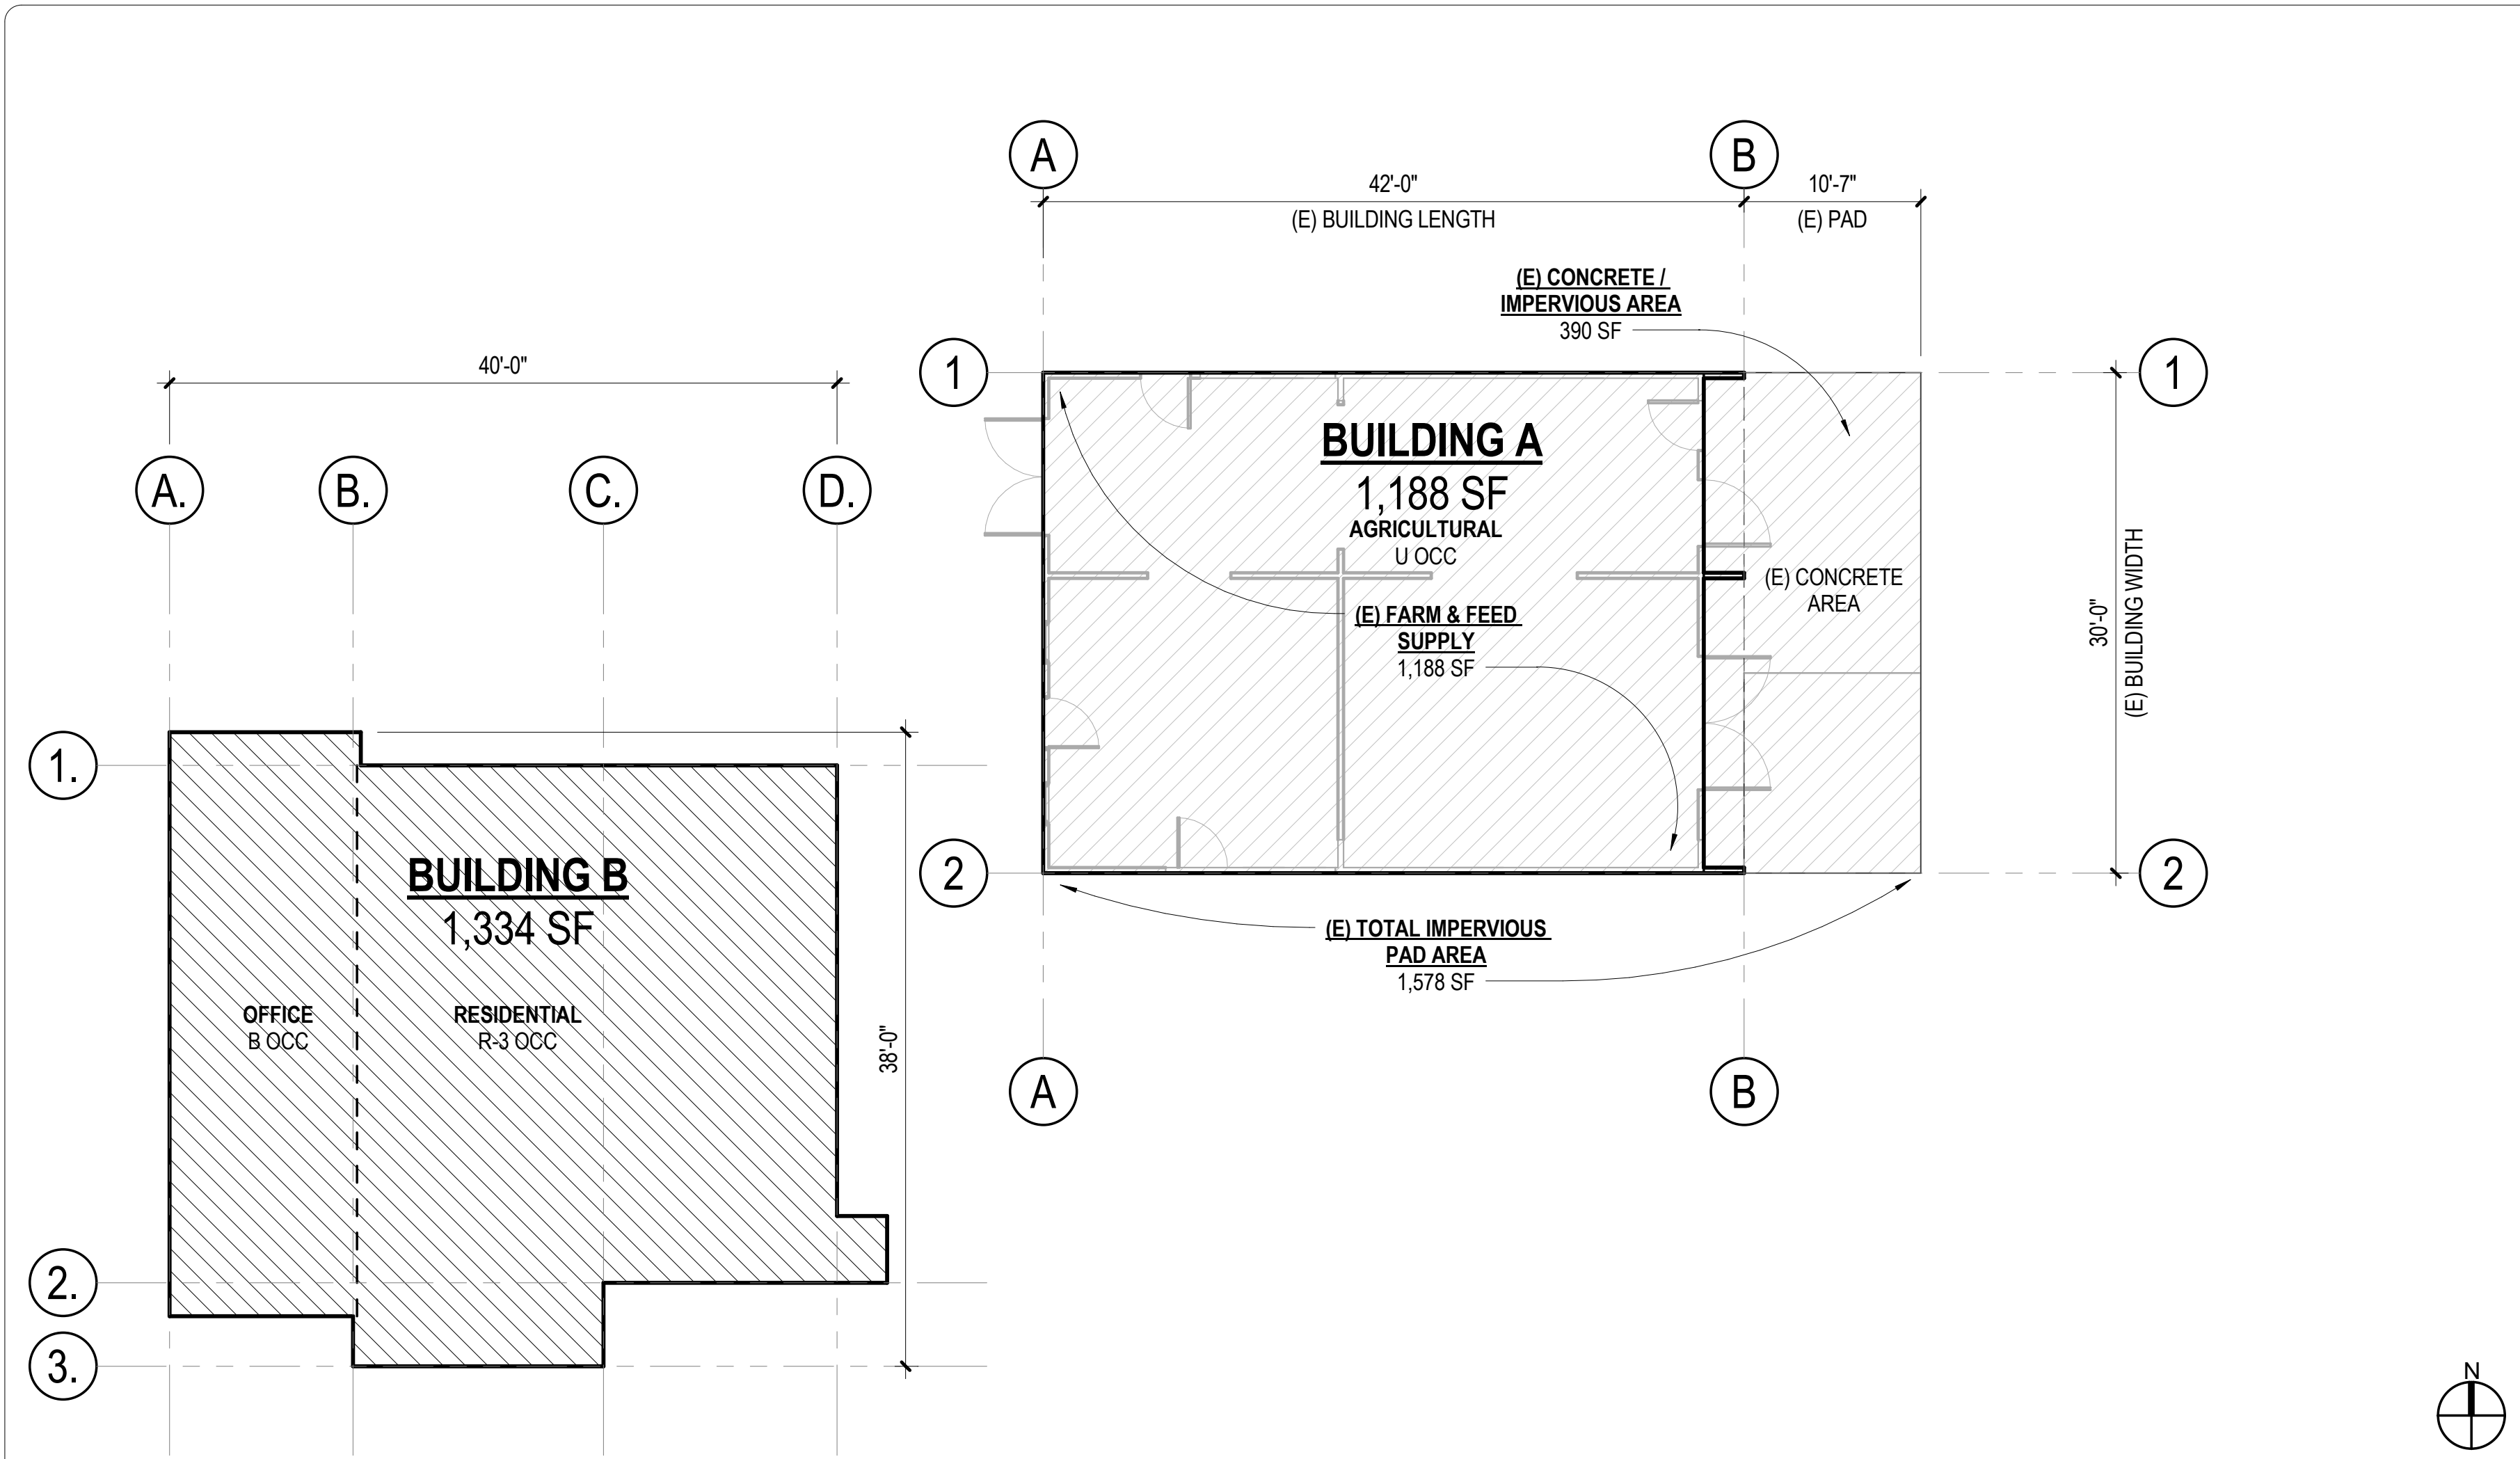 A
B
42'-0"
10'-7"
(E) BUILDING LENGTH
(E) PAD
(E) CONCRETE /
IMPERVIOUS AREA
390 SF
1
1
BUILDING A
1,188 SF
AGRICULTURAL
U OCC
(E) CONCRETE
AREA
(E) FARM & FEED
SUPPLY
1,188 SF
30'-0"
(E) BUILDING WIDTH
2
2
(E) TOTAL IMPERVIOUS
PAD AREA
1,578 SF
A
B
40'-0"
A.
B.
C.
D.
1.
BUILDING B
1,334 SF
OFFICE
B OCC
RESIDENTIAL
R-3 OCC
38'-0"
2.
3.
N